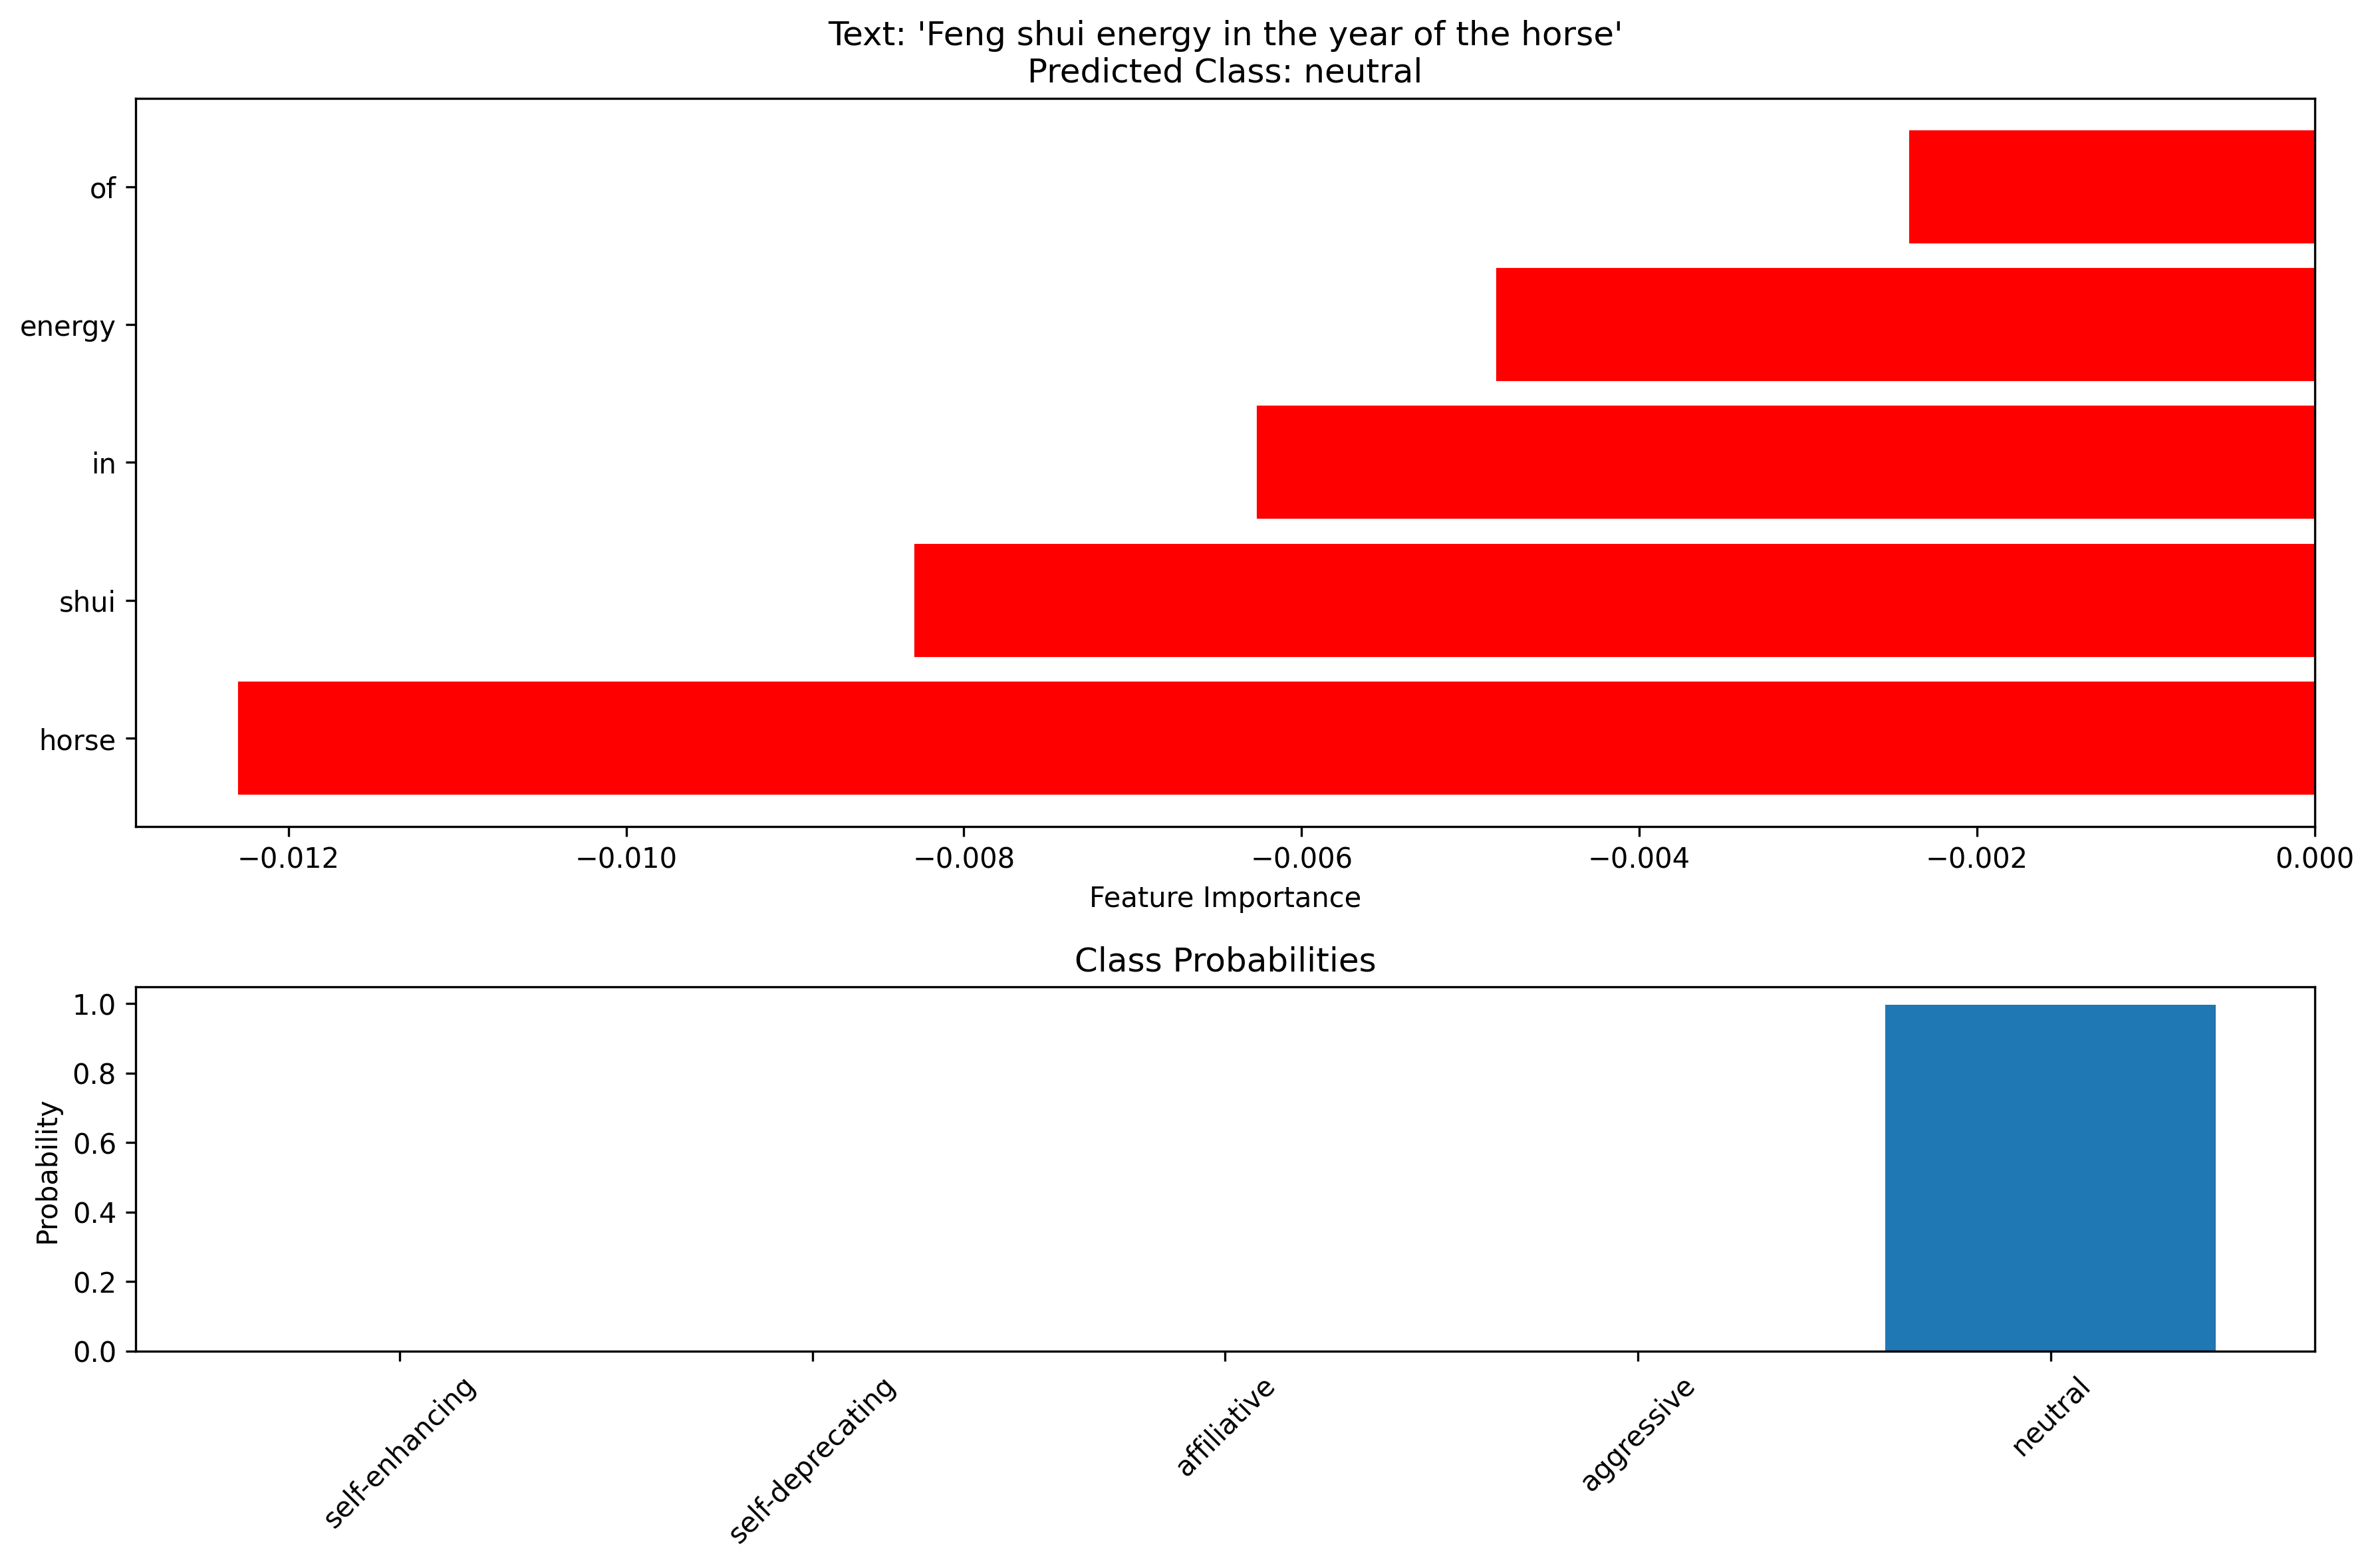 Text: 'Feng shui energy in the year of the horse'
Predicted Class: neutral
of
energy
in
shui
horse
−0.012
−0.010
−0.008
−0.006
−0.004
−0.002
0.000
Feature Importance
Class Probabilities
1.0
0.8
0.6
0.4
0.2
0.0
Probability
self-enhancing
self-deprecating
affiliative
aggressive
neutral